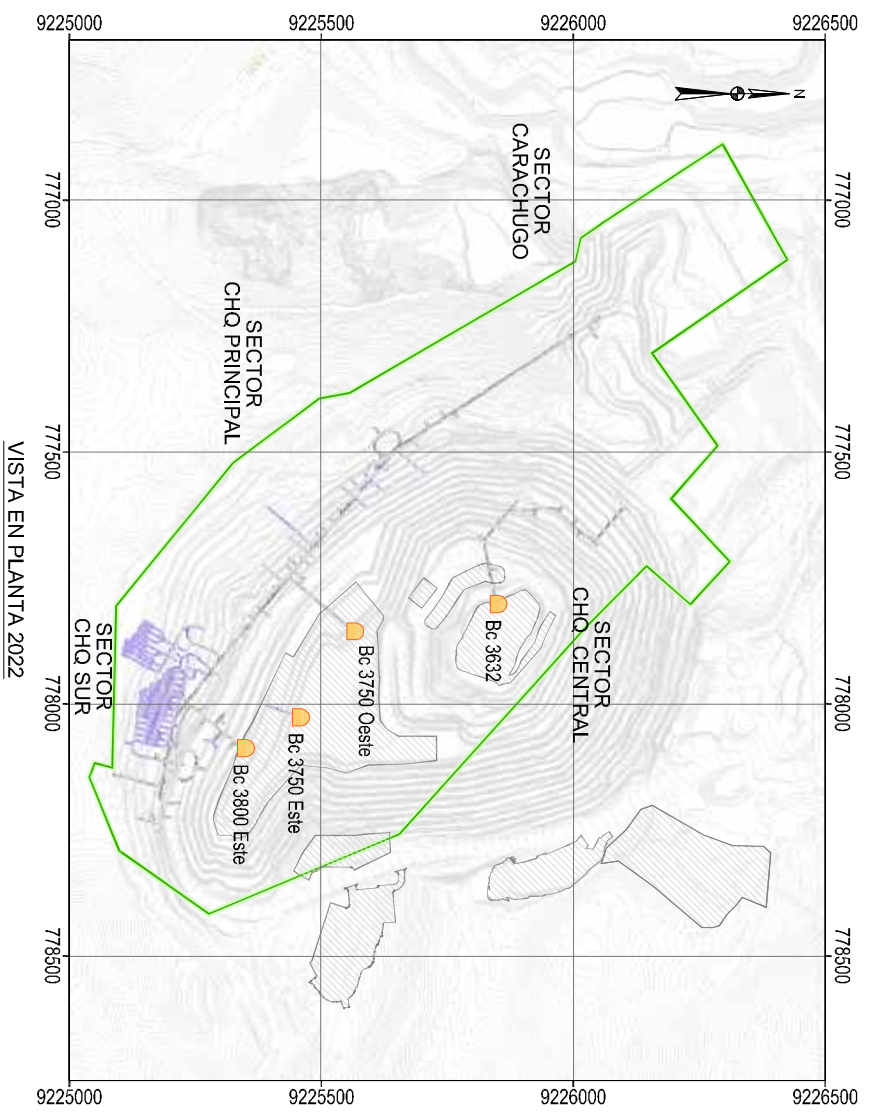 9225000
9225500
9226000
9226500
N
777000
777000
SECTOR
CARACHUGO
SECTOR
CHQ PRINCIPAL
777500
777500
SECTOR
CHQ CENTRAL
Bc 3632
SECTOR
CHQ SUR
Bc 3750 Oeste
778000
778000
Bc 3750 Este
Bc 3800 Este
778500
778500
9225000
9225500
9226000
9226500
VISTA EN PLANTA 2022